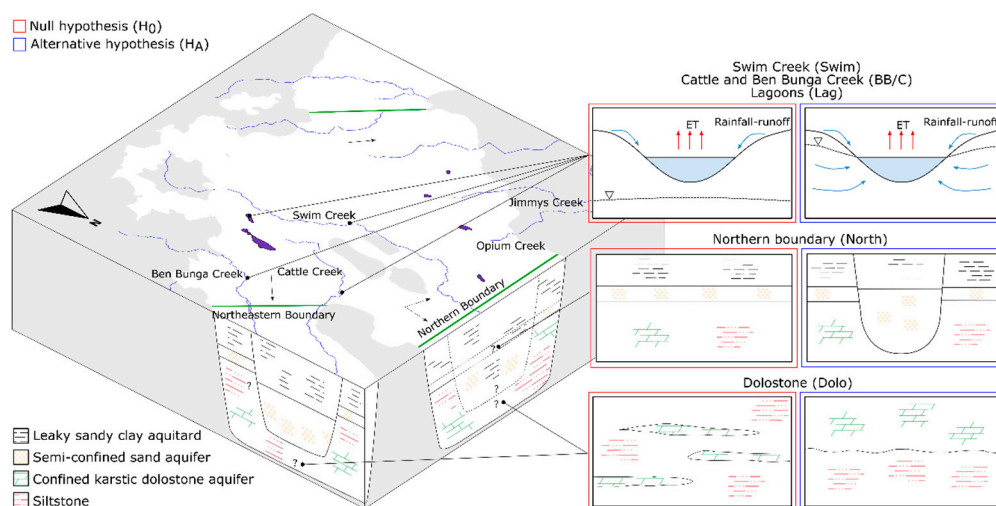 Null hypothesis (H0)
Alternative hypothesis (HA)
Swim Creek (Swim)
Cattle and Ben Bunga Creek (BB/C)
Lagoons (Lag)
ET
Rainfall-runoff
ET
Rainfall-runoff
N
Swim Creek
Jimmys Creek
Opium Creek
Ben Bunga Creek
Cattle Creek
Northeastern Boundary
Northern Boundary
Northern boundary (North)
?
?
?
?
Dolostone (Dolo)
Leaky sandy clay aquitard
Semi-confined sand aquifer
Confined karstic dolostone aquifer
Siltstone